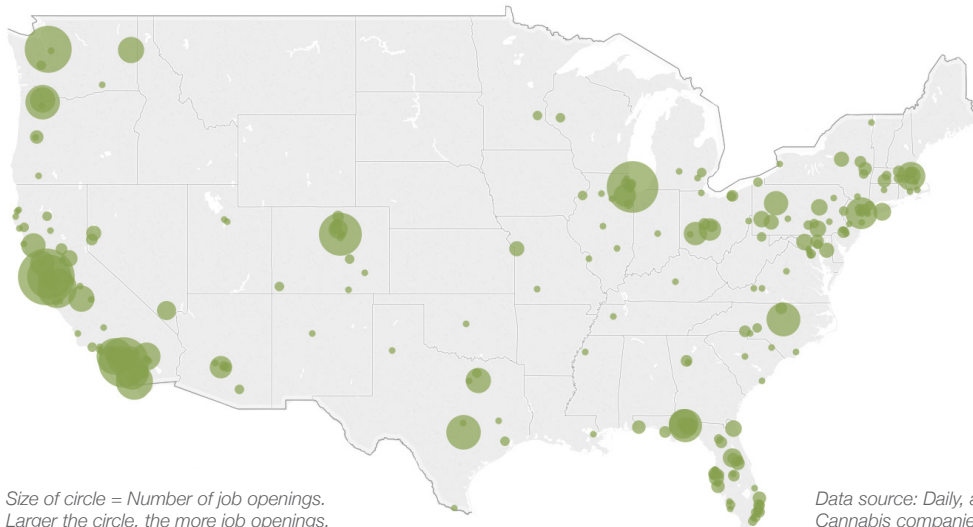 Size of circle = Number of job openings.
Larger the circle, the more job openings.
Data source: Daily,
Cannabis companie